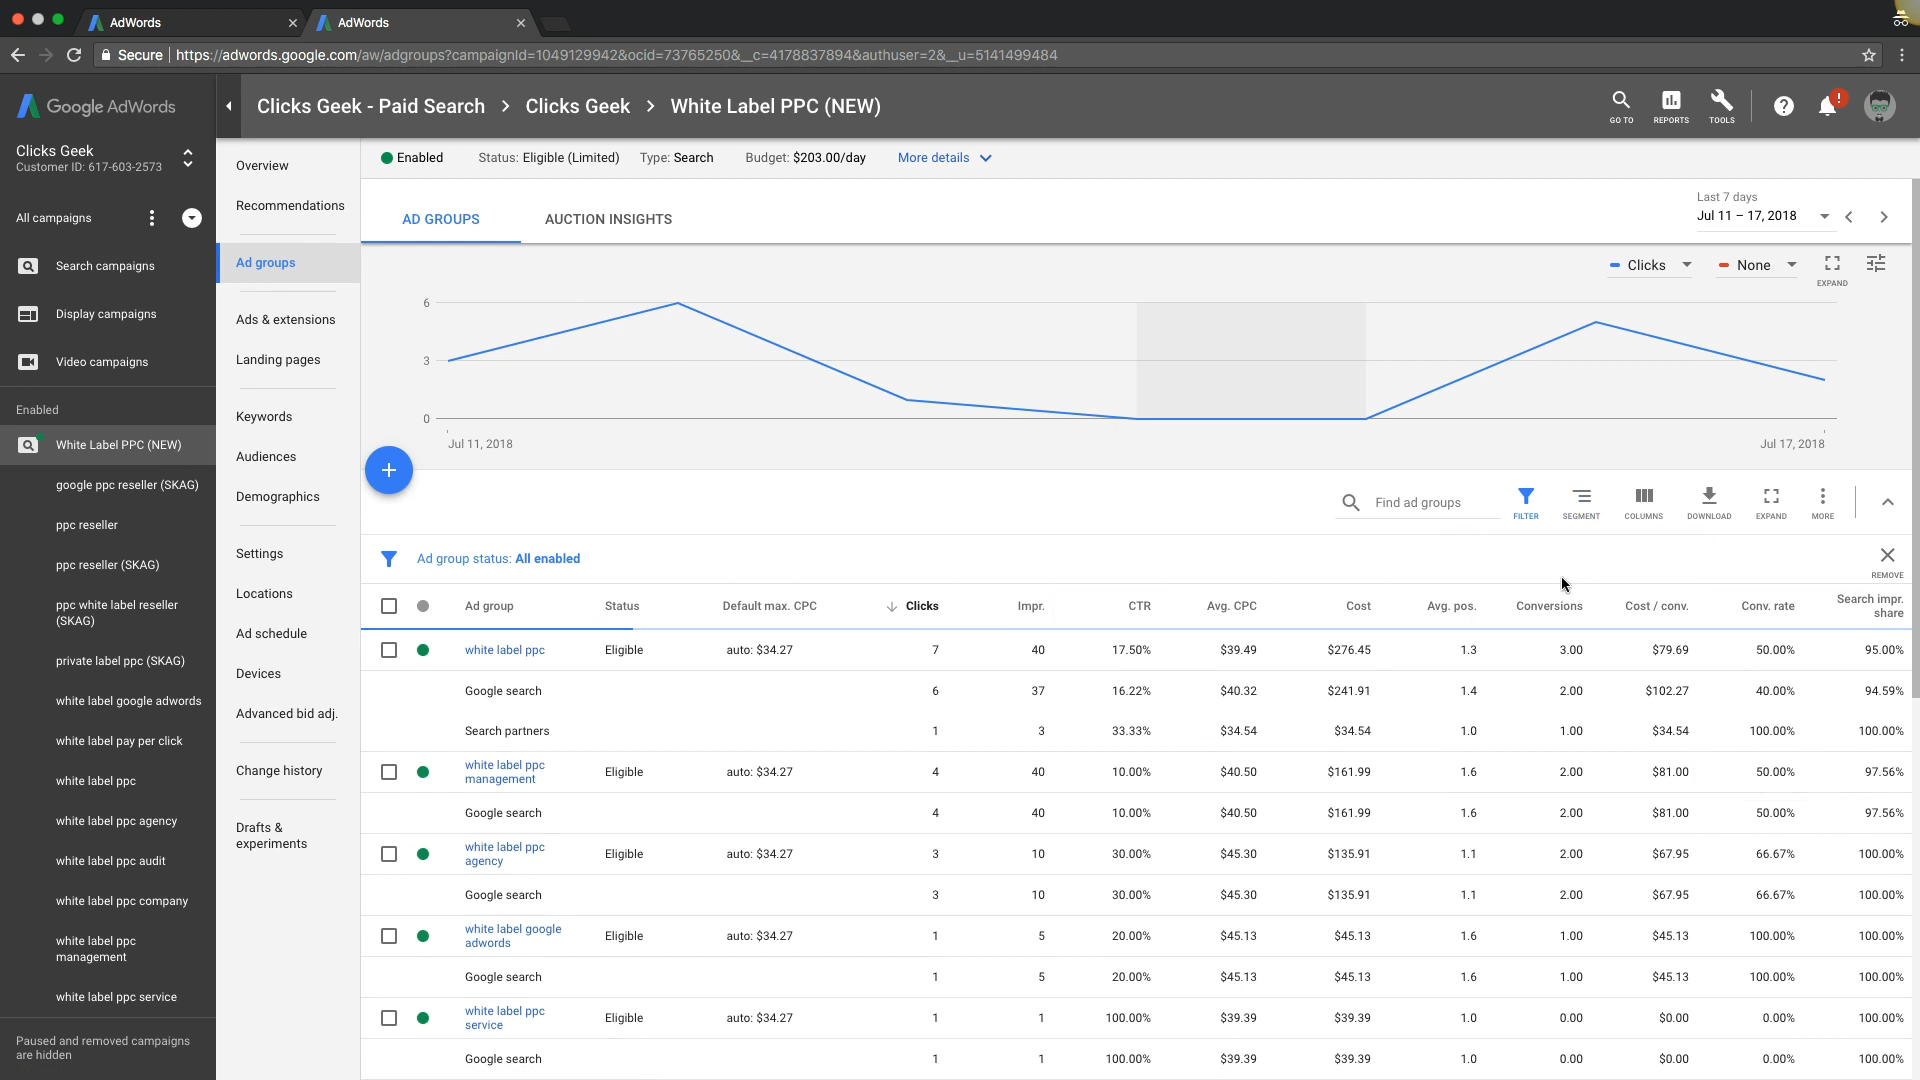 AdWords
AdWords
Secure https://adwords.google.com/aw/adgroups?campaignId=1049129942&ocid=73765250&__c=4178837894&authuser=2&__u=5141499484
Google AdWords
Clicks Geek - Paid Search > Clicks Geek > White Label PPC (NEW)
GO TO
REPORTS
TOOLS
?
!
Clicks Geek
Customer ID: 617-603-2573
All campaigns
Search campaigns
Display campaigns
Video campaigns
Enabled
White Label PPC (NEW)
google ppc reseller (SKAG)
ppc reseller
ppc reseller (SKAG)
ppc white label reseller
(SKAG)
private label ppc (SKAG)
white label google adwords
white label pay per click
white label ppc
white label ppc agency
white label ppc audit
white label ppc company
white label ppc
management
white label ppc service
Paused and removed campaigns
are hidden
Overview
Recommendations
Ad groups
Ads & extensions
Landing pages
Keywords
Audiences
Demographics
Settings
Locations
Ad schedule
Devices
Advanced bid adj.
Change history
Drafts &
experiments
Enabled Status: Eligible (Limited) Type: Search Budget: $203.00/day More details
AD GROUPS AUCTION INSIGHTS
Last 7 days
Jul 11 – 17, 2018
Clicks None
EXPAND
6
3
0
Jul 11, 2018 Jul 17, 2018
Find ad groups
FILTER SEGMENT COLUMNS DOWNLOAD EXPAND MORE
Ad group status: All enabled
REMOVE
Ad group Status Default max. CPC Clicks Impr. CTR Avg. CPC Cost Avg. pos. Conversions Cost / conv. Conv. rate Search impr.
share
white label ppc Eligible auto: $34.27 7 40 17.50% $39.49 $276.45 1.3 3.00 $79.69 50.00% 95.00%
Google search 6 37 16.22% $40.32 $241.91 1.4 2.00 $102.27 40.00% 94.59%
Search partners 1 3 33.33% $34.54 $34.54 1.0 1.00 $34.54 100.00% 100.00%
white label ppc
management Eligible auto: $34.27 4 40 10.00% $40.50 $161.99 1.6 2.00 $81.00 50.00% 97.56%
Google search 4 40 10.00% $40.50 $161.99 1.6 2.00 $81.00 50.00% 97.56%
white label ppc
agency Eligible auto: $34.27 3 10 30.00% $45.30 $135.91 1.1 2.00 $67.95 66.67% 100.00%
Google search 3 10 30.00% $45.30 $135.91 1.1 2.00 $67.95 66.67% 100.00%
white label google
adwords Eligible auto: $34.27 1 5 20.00% $45.13 $45.13 1.6 1.00 $45.13 100.00% 100.00%
Google search 1 5 20.00% $45.13 $45.13 1.6 1.00 $45.13 100.00% 100.00%
white label ppc
service Eligible auto: $34.27 1 1 100.00% $39.39 $39.39 1.0 0.00 $0.00 0.00% 100.00%
Google search 1 1 100.00% $39.39 $39.39 1.0 0.00 $0.00 0.00% 100.00%